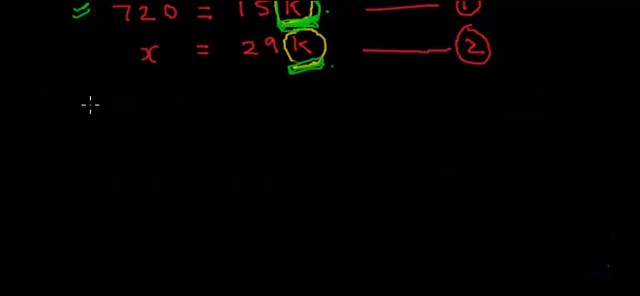 ⇒ 720 = 15 K. —— ①
x = 29 K. —— ②